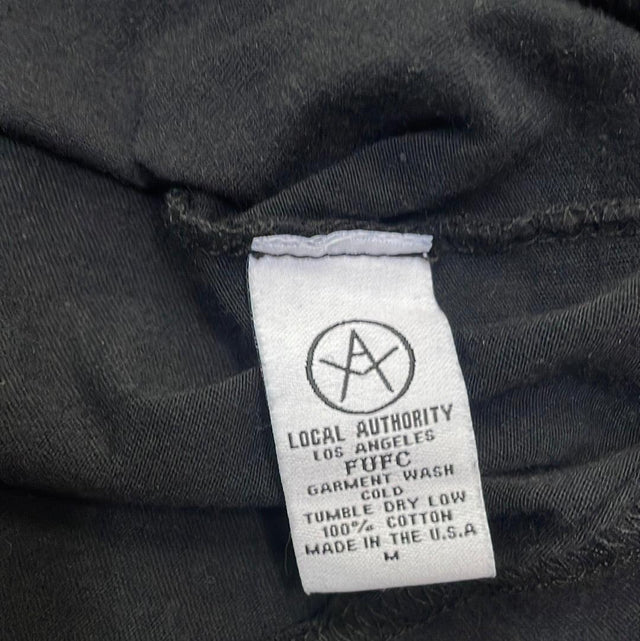 LOCAL AUTHORITY
LOS ANGELES
FUFC
GARMENT WASH
COLD
TUMBLE DRY LOW
100% COTTON
MADE IN THE U.S.A
M